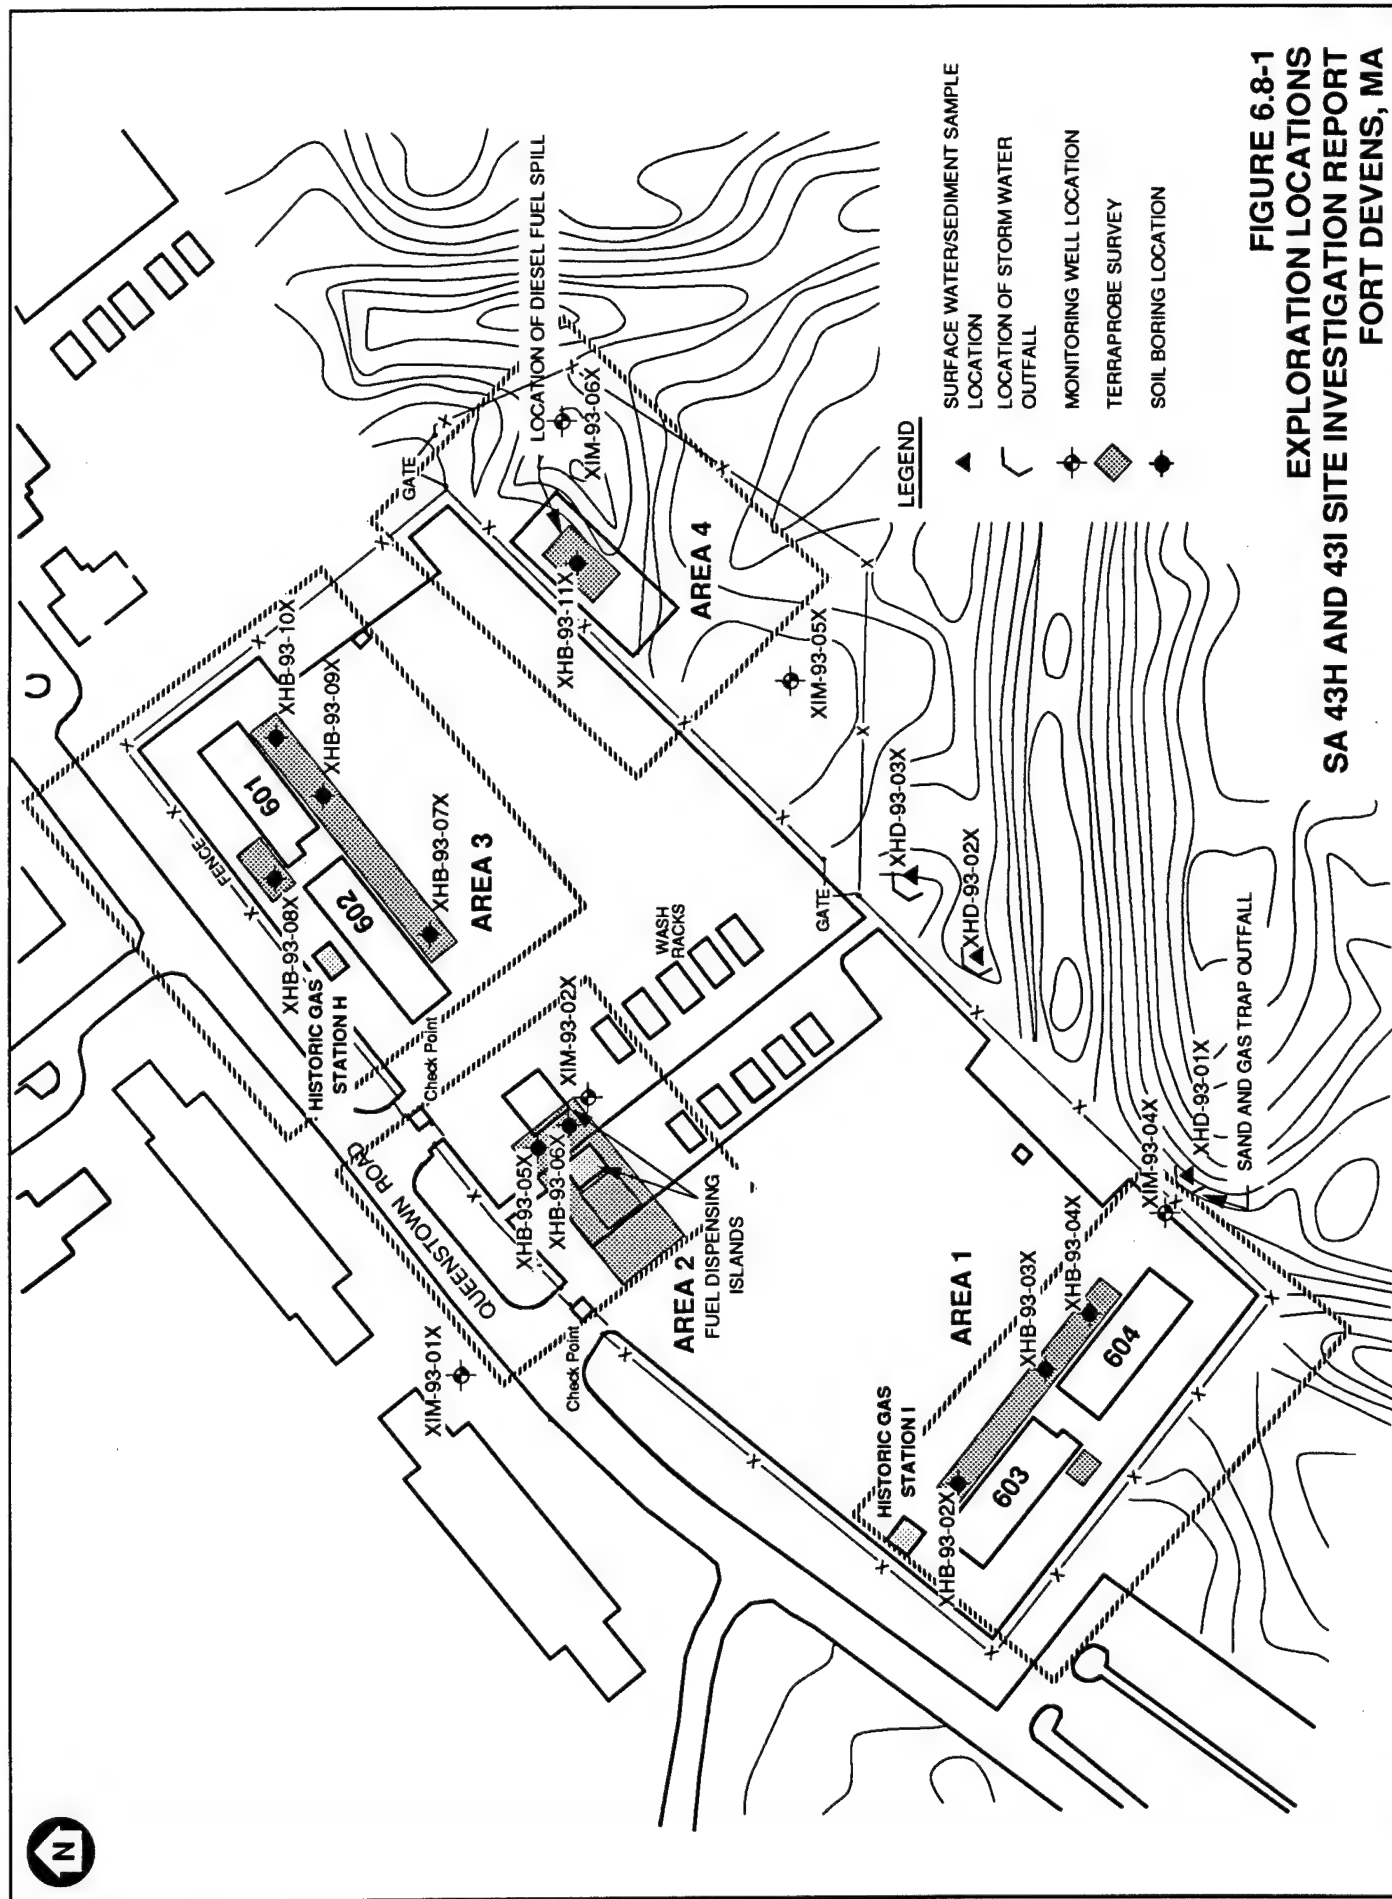 N
XIM-93-01X
QUEENSTOWN ROAD
Check Point
Check Point
HISTORIC GAS
STATION H
XHB-93-08X
FENCE
601
602
XHB-93-10X
XHB-93-09X
XHB-93-07X
AREA 3
GATE
LOCATION OF DIESEL FUEL SPILL
XIM-93-06X
XHB-93-11X
AREA 4
XIM-93-05X
XIM-93-02X
WASH
RACKS
XHB-93-05X
XHB-93-06X
AREA 2
FUEL DISPENSING
ISLANDS
GATE
XHD-93-03X
XHD-93-02X
HISTORIC GAS
STATION I
AREA 1
XHB-93-02X
XHB-93-03X
XHB-93-04X
603
604
XIM-93-04X
XHD-93-01X
SAND AND GAS TRAP OUTFALL
LEGEND
SURFACE WATER/SEDIMENT SAMPLE
LOCATION
LOCATION OF STORM WATER
OUTFALL
MONITORING WELL LOCATION
TERRAPROBE SURVEY
SOIL BORING LOCATION
FIGURE 6.8-1
EXPLORATION LOCATIONS
SA 43H AND 43I SITE INVESTIGATION REPORT
FORT DEVENS, MA